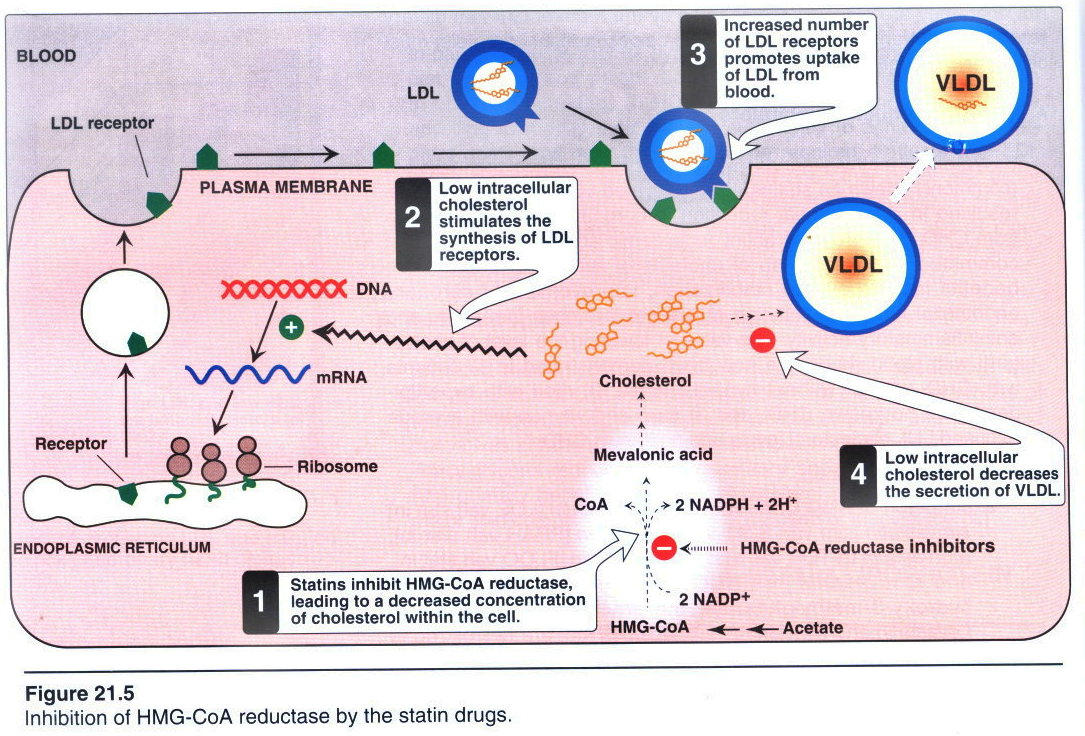 BLOOD
LDL receptor
LDL
3
Increased number
of LDL receptors
promotes uptake
of LDL from
blood.
VLDL
PLASMA MEMBRANE
2
Low intracellular
cholesterol
stimulates the
synthesis of LDL
receptors.
VLDL
DNA
+
mRNA
−
Cholesterol
Receptor
Ribosome
Mevalonic acid
4
Low intracellular
cholesterol decreases
the secretion of VLDL.
CoA
2 NADPH + 2H⁺
ENDOPLASMIC RETICULUM
−
HMG-CoA reductase inhibitors
1
Statins inhibit HMG-CoA reductase,
leading to a decreased concentration
of cholesterol within the cell.
2 NADP⁺
HMG-CoA
Acetate
Figure 21.5
Inhibition of HMG-CoA reductase by the statin drugs.